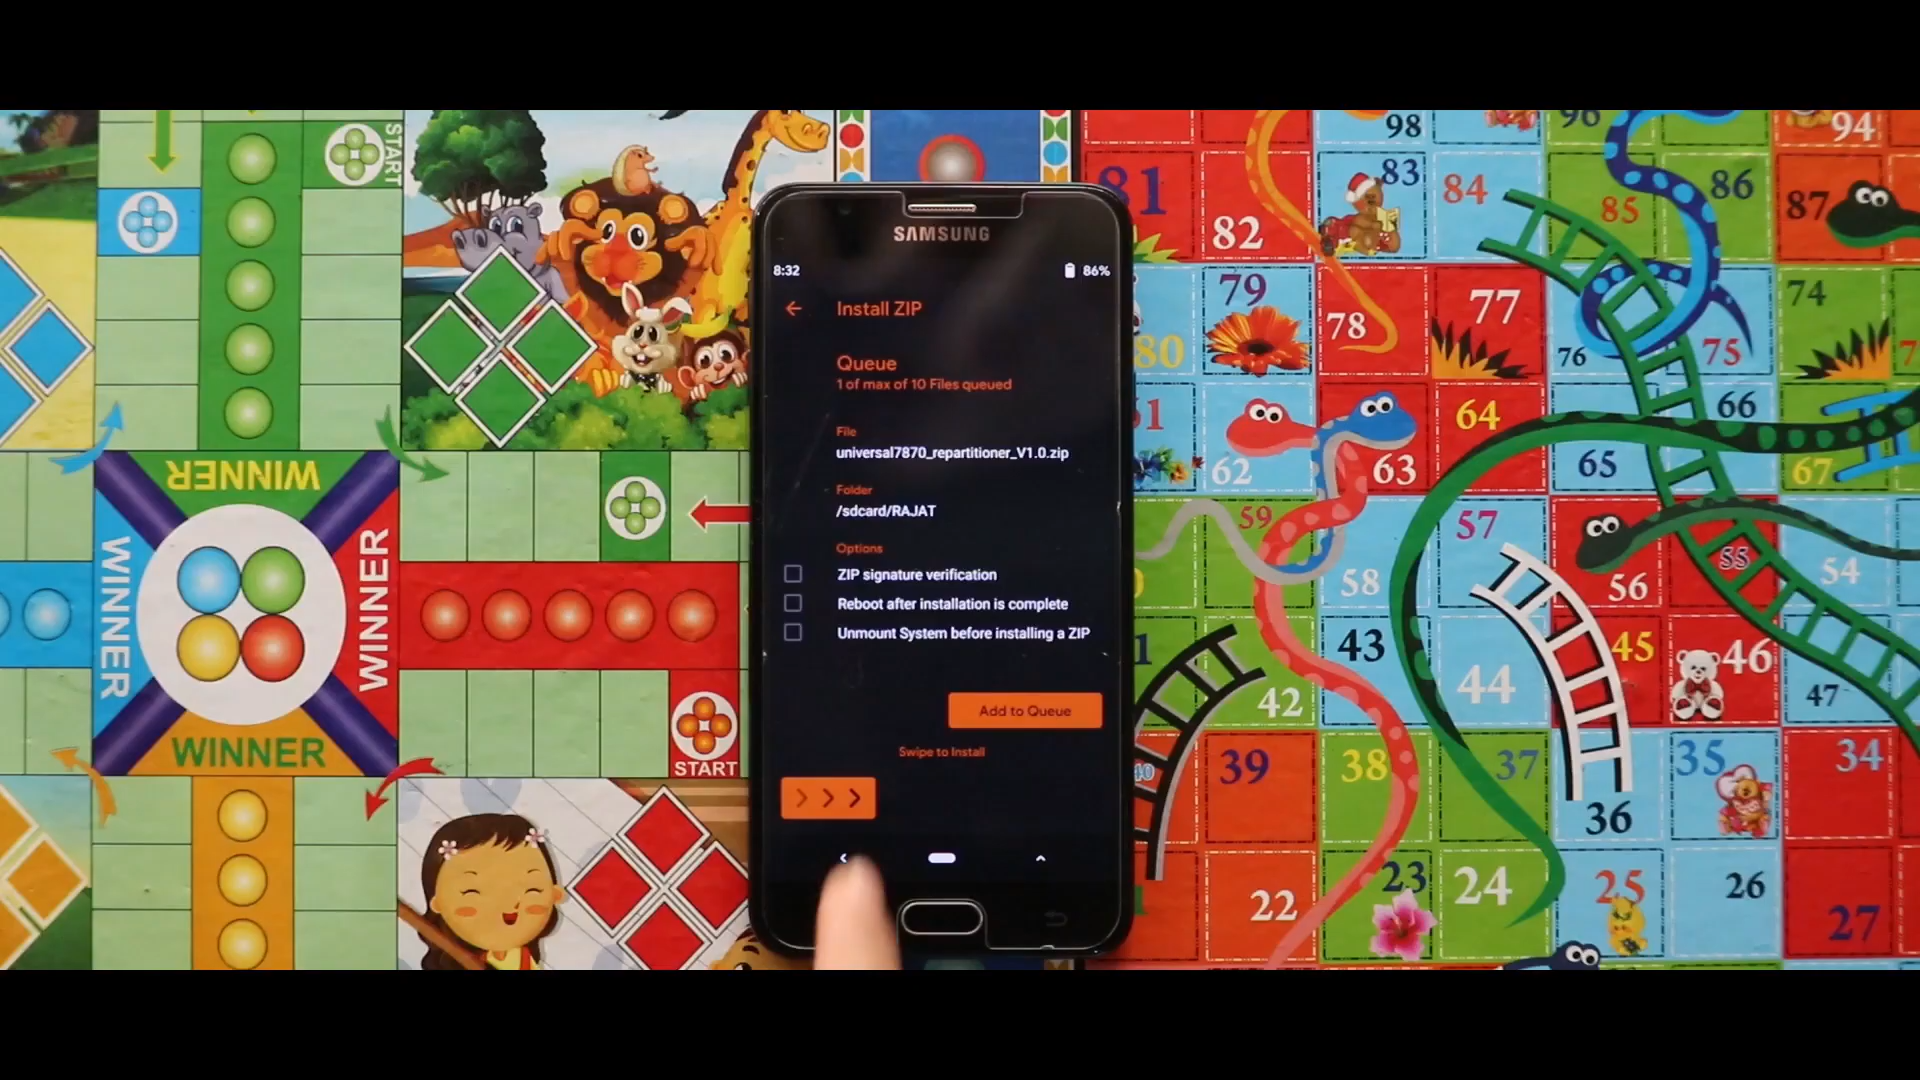 SAMSUNG
8:32
86%
Install ZIP
Queue
1 of max of 10 Files queued
File
universal7870_repartitioner_V1.0.zip
Folder
/sdcard/RAJAT
Options
ZIP signature verification
Reboot after installation is complete
Unmount System before installing a ZIP
Add to Queue
Swipe to Install
START
WINNER
WINNER
WINNER
WINNER
START
98
96
94
81
82
83
84
85
86
87
80
79
78
77
76
75
74
61
62
63
64
65
66
67
59
58
57
56
55
54
42
43
44
45
46
47
40
39
38
37
36
35
34
22
23
24
25
26
27